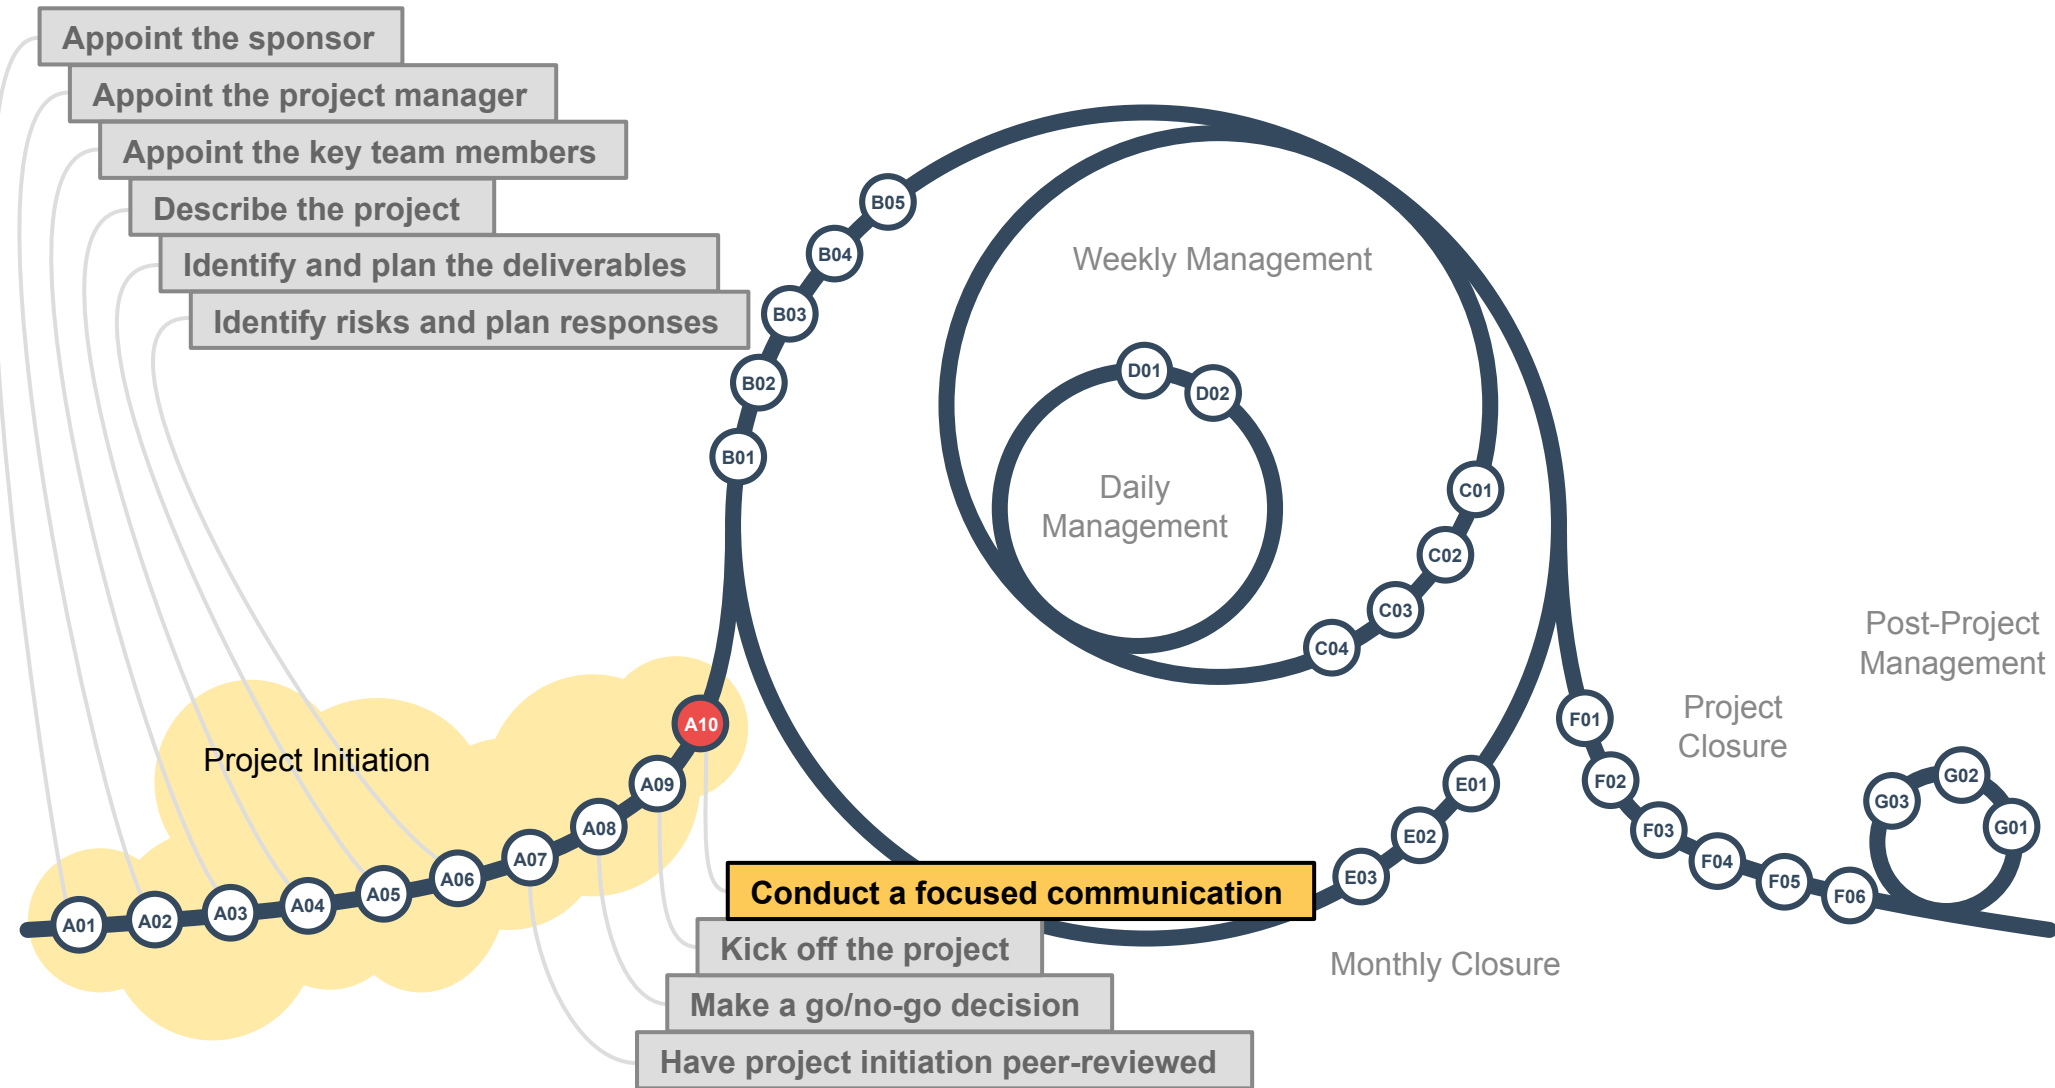 Appoint the sponsor
Appoint the project manager
Appoint the key team members
Describe the project
Identify and plan the deliverables
Identify risks and plan responses
B05
B04
B03
B02
B01
Weekly Management
D01
D02
Daily
Management
C01
C02
C03
C04
Project Initiation
A01
A02
A03
A04
A05
A06
A07
A08
A09
A10
Conduct a focused communication
Kick off the project
Make a go/no-go decision
Have project initiation peer-reviewed
E01
E02
E03
Monthly Closure
F01
F02
F03
F04
F05
F06
Project
Closure
Post-Project
Management
G03
G02
G01